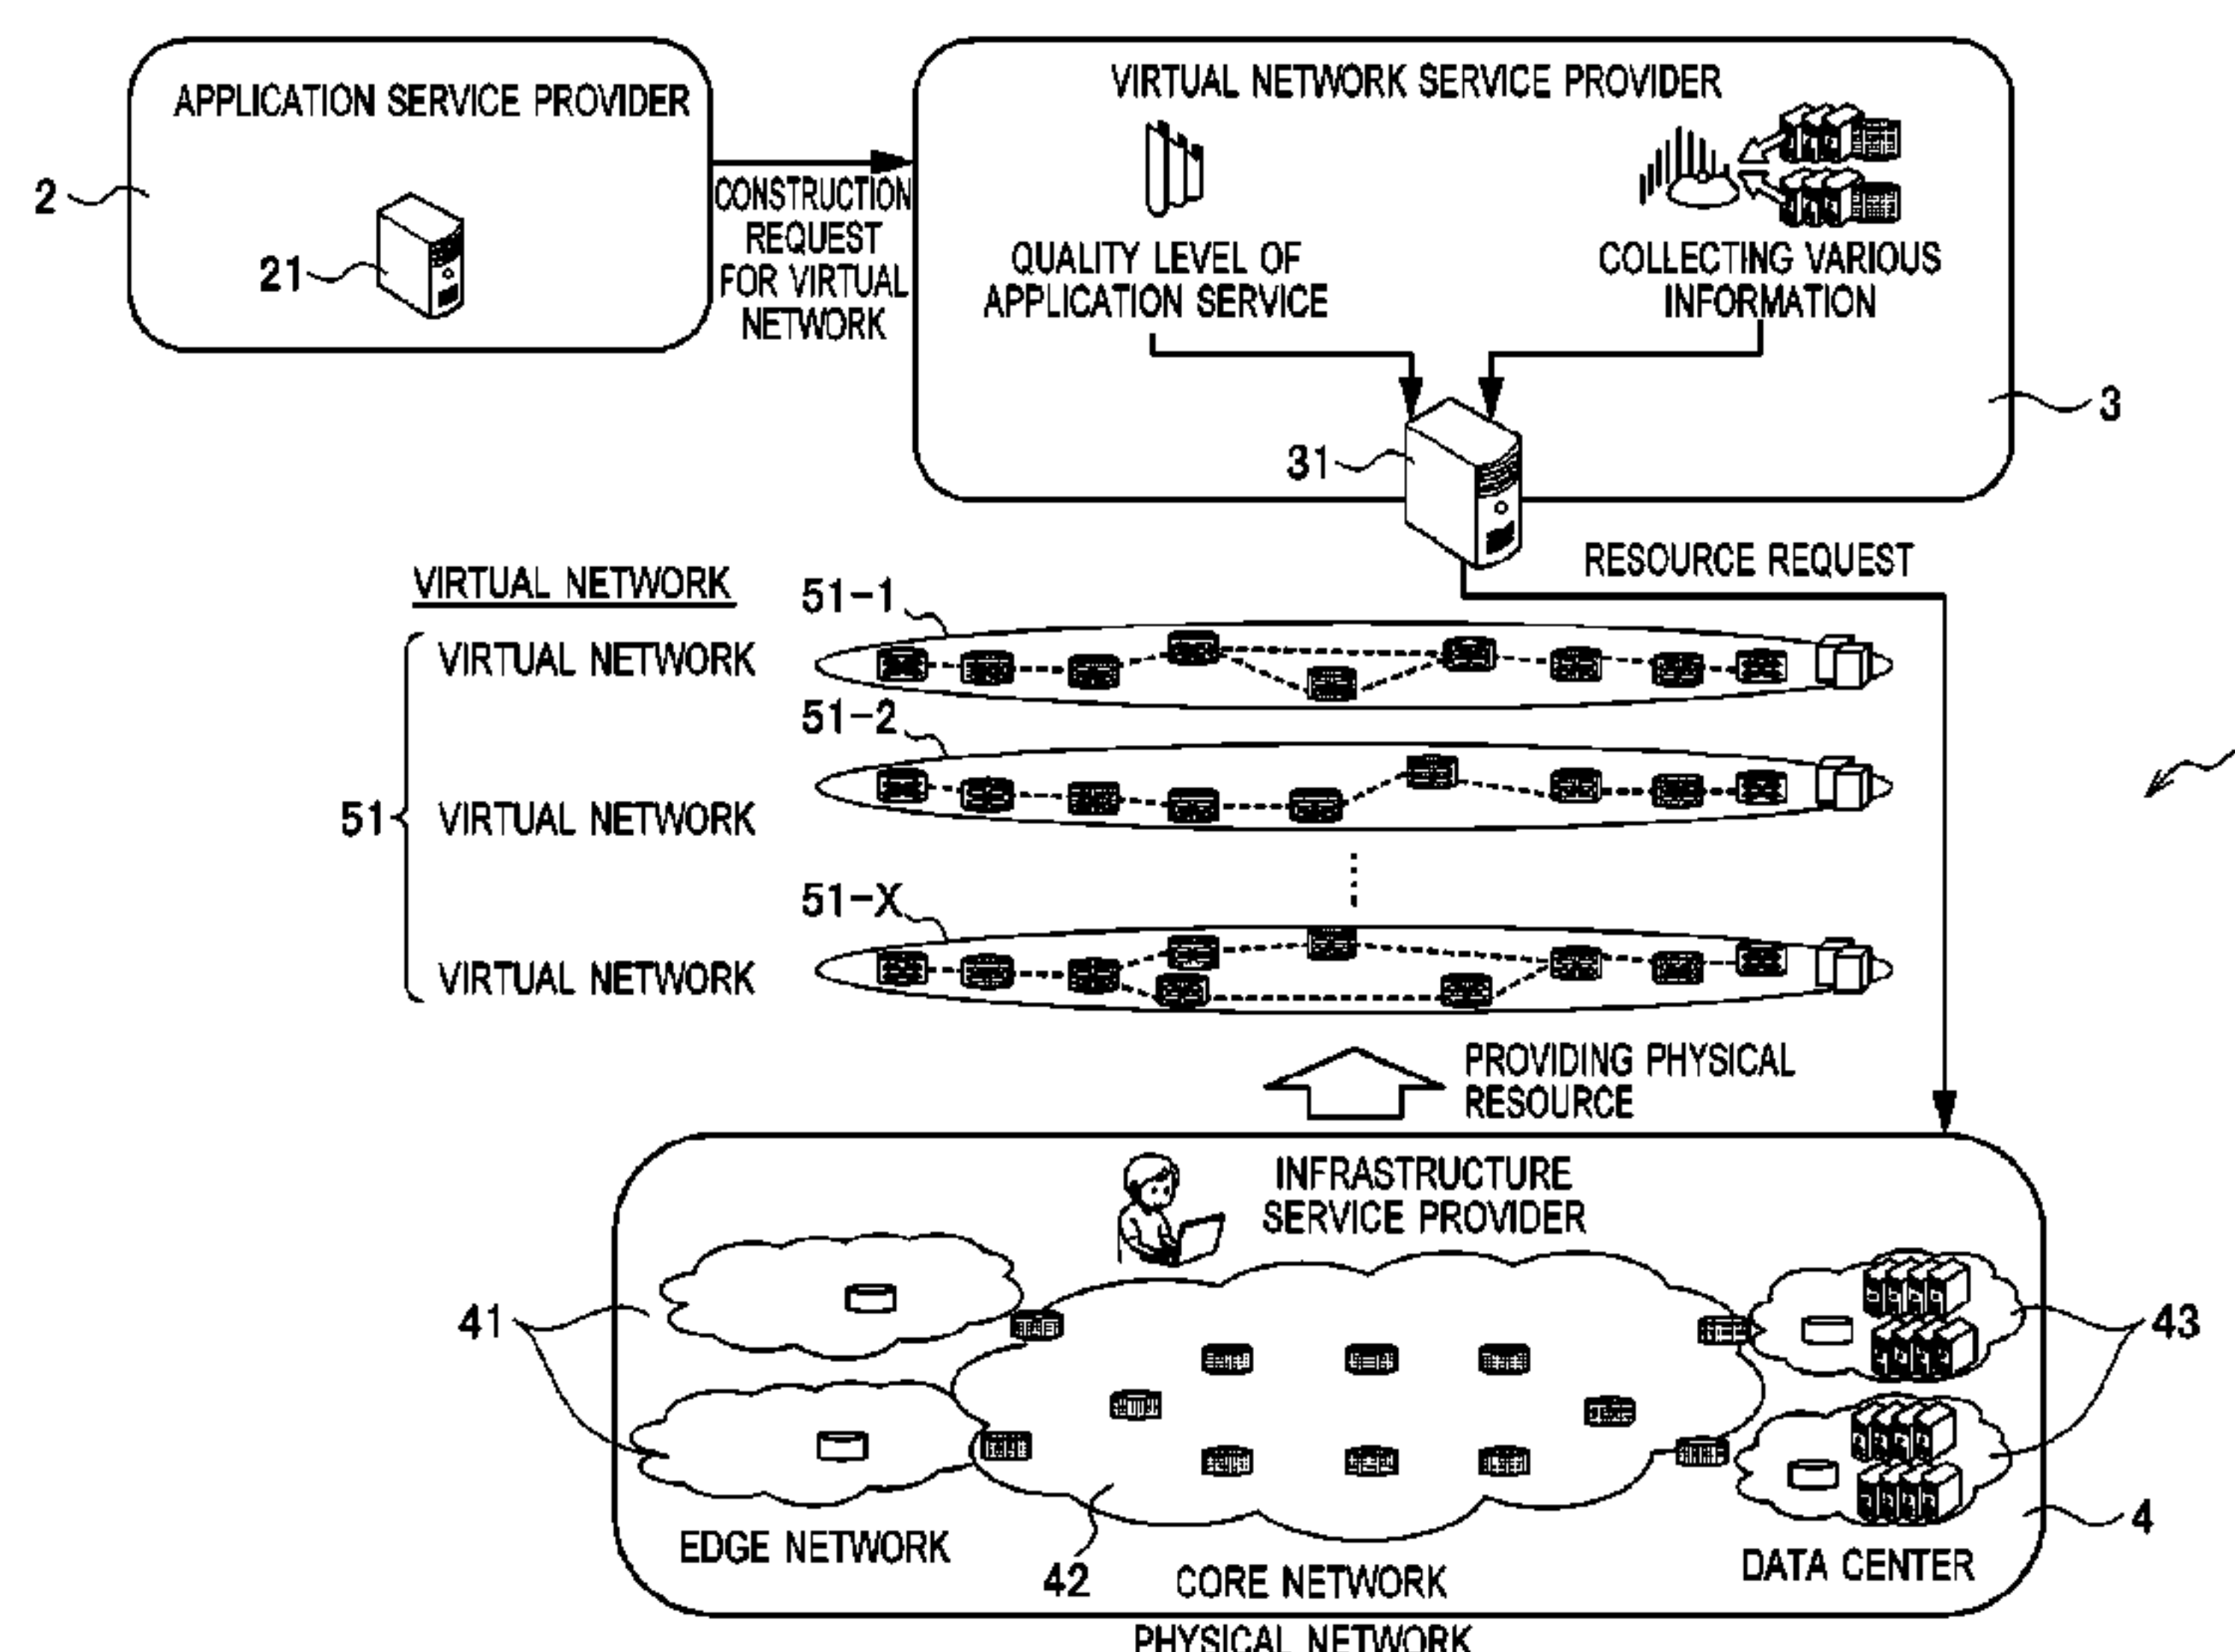 APPLICATION SERVICE PROVIDER
2
21
CONSTRUCTION
REQUEST
FOR VIRTUAL
NETWORK
VIRTUAL NETWORK SERVICE PROVIDER
QUALITY LEVEL OF
APPLICATION SERVICE
COLLECTING VARIOUS
INFORMATION
3
31
RESOURCE REQUEST
VIRTUAL NETWORK
51-1
VIRTUAL NETWORK
51-2
51
VIRTUAL NETWORK
51-X
VIRTUAL NETWORK
PROVIDING PHYSICAL
RESOURCE
INFRASTRUCTURE
SERVICE PROVIDER
41
43
4
EDGE NETWORK
42
CORE NETWORK
DATA CENTER
PHYSICAL NETWORK